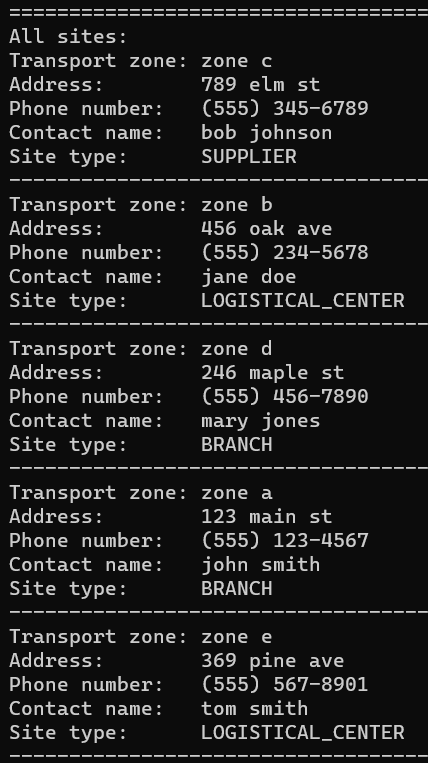 ===================================
All sites:
Transport zone: zone c
Address:        789 elm st
Phone number:   (555) 345-6789
Contact name:   bob johnson
Site type:      SUPPLIER
-----------------------------------
Transport zone: zone b
Address:        456 oak ave
Phone number:   (555) 234-5678
Contact name:   jane doe
Site type:      LOGISTICAL_CENTER
-----------------------------------
Transport zone: zone d
Address:        246 maple st
Phone number:   (555) 456-7890
Contact name:   mary jones
Site type:      BRANCH
-----------------------------------
Transport zone: zone a
Address:        123 main st
Phone number:   (555) 123-4567
Contact name:   john smith
Site type:      BRANCH
-----------------------------------
Transport zone: zone e
Address:        369 pine ave
Phone number:   (555) 567-8901
Contact name:   tom smith
Site type:      LOGISTICAL_CENTER
-----------------------------------